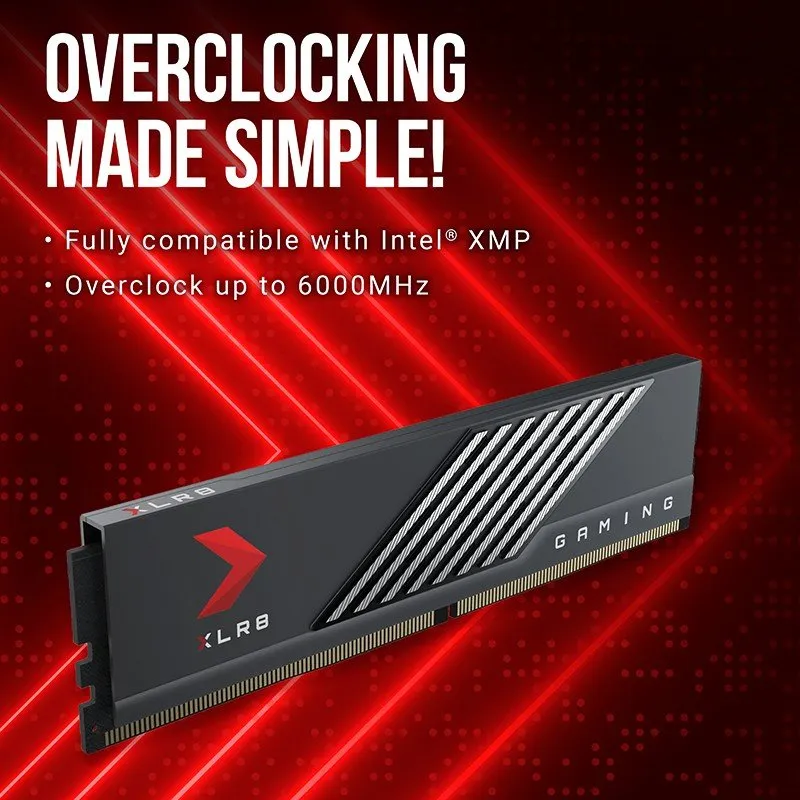 OVERCLOCKING
MADE SIMPLE!
• Fully compatible with Intel® XMP
• Overclock up to 6000MHz
XLR8
GAMING
XLR8